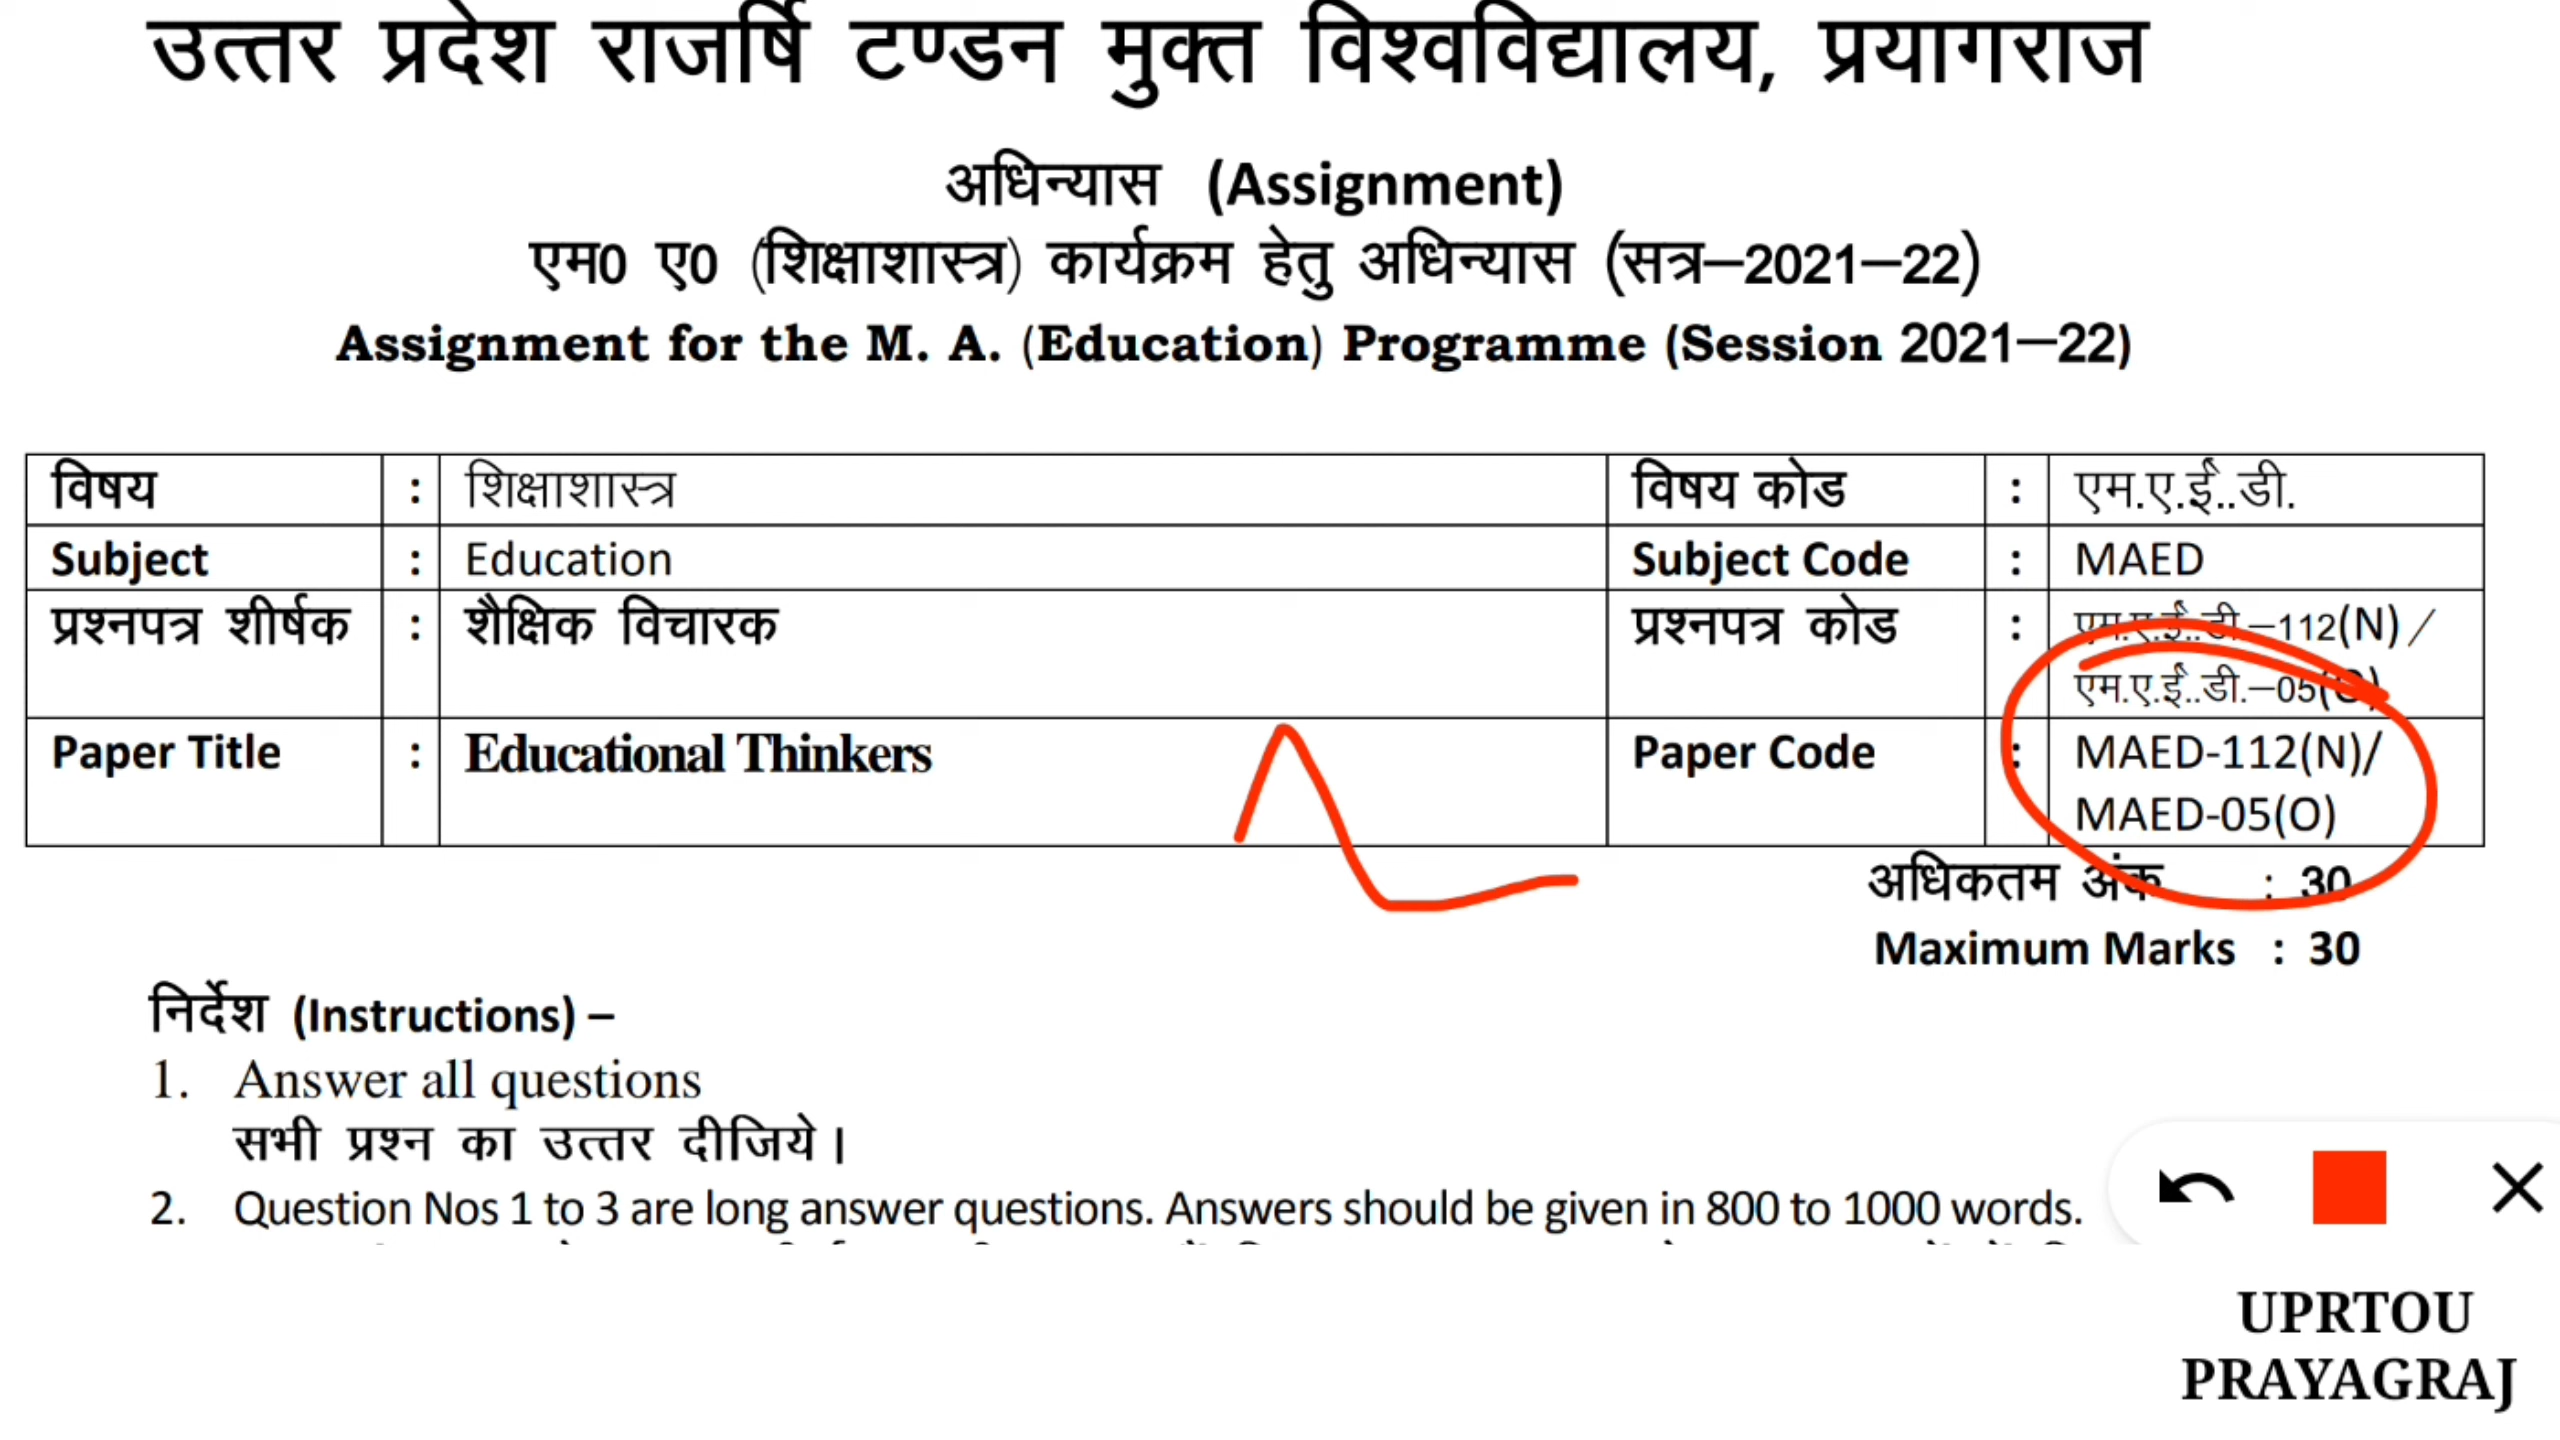 उत्तर प्रदेश राजर्षि टण्डन मुक्त विश्वविद्यालय, प्रयागराज
अधिन्यास (Assignment)
एम0 ए0 (शिक्षाशास्त्र) कार्यक्रम हेतु अधिन्यास (सत्र–2021–22)
Assignment for the M. A. (Education) Programme (Session 2021–22)
विषय : शिक्षाशास्त्र विषय कोड : एम.ए.ई..डी.
Subject : Education Subject Code : MAED
प्रश्नपत्र शीर्षक : शैक्षिक विचारक प्रश्नपत्र कोड : एम.ए.ई..डी.–112(N) /
एम.ए.ई..डी.–05(O)
Paper Title : Educational Thinkers Paper Code : MAED-112(N)/
MAED-05(O)
अधिकतम अंक : 30
Maximum Marks : 30
निर्देश (Instructions) –
1. Answer all questions
सभी प्रश्न का उत्तर दीजिये।
2. Question Nos 1 to 3 are long answer questions. Answers should be given in 800 to 1000 words.
UPRTOU
PRAYAGRAJ